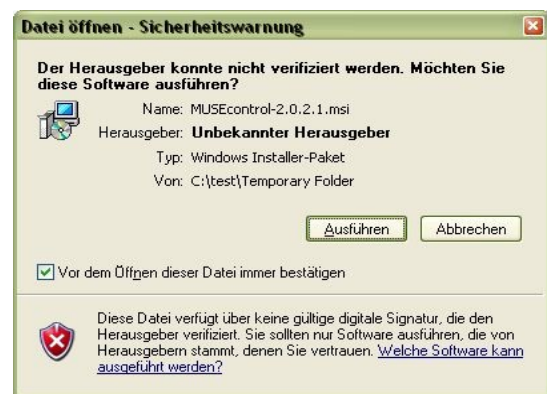 Datei öffnen - Sicherheitswarnung
Der Herausgeber konnte nicht verifiziert werden. Möchten Sie
diese Software ausführen?
Name: MUSEcontrol-2.0.2.1.msi
Herausgeber: Unbekannter Herausgeber
Typ: Windows Installer-Paket
Von: C:\test\Temporary Folder
Ausführen Abbrechen
Vor dem Öffnen dieser Datei immer bestätigen
Diese Datei verfügt über keine gültige digitale Signatur, die den
Herausgeber verifiziert. Sie sollten nur Software ausführen, die von
Herausgebern stammt, denen Sie vertrauen. Welche Software kann
ausgeführt werden?